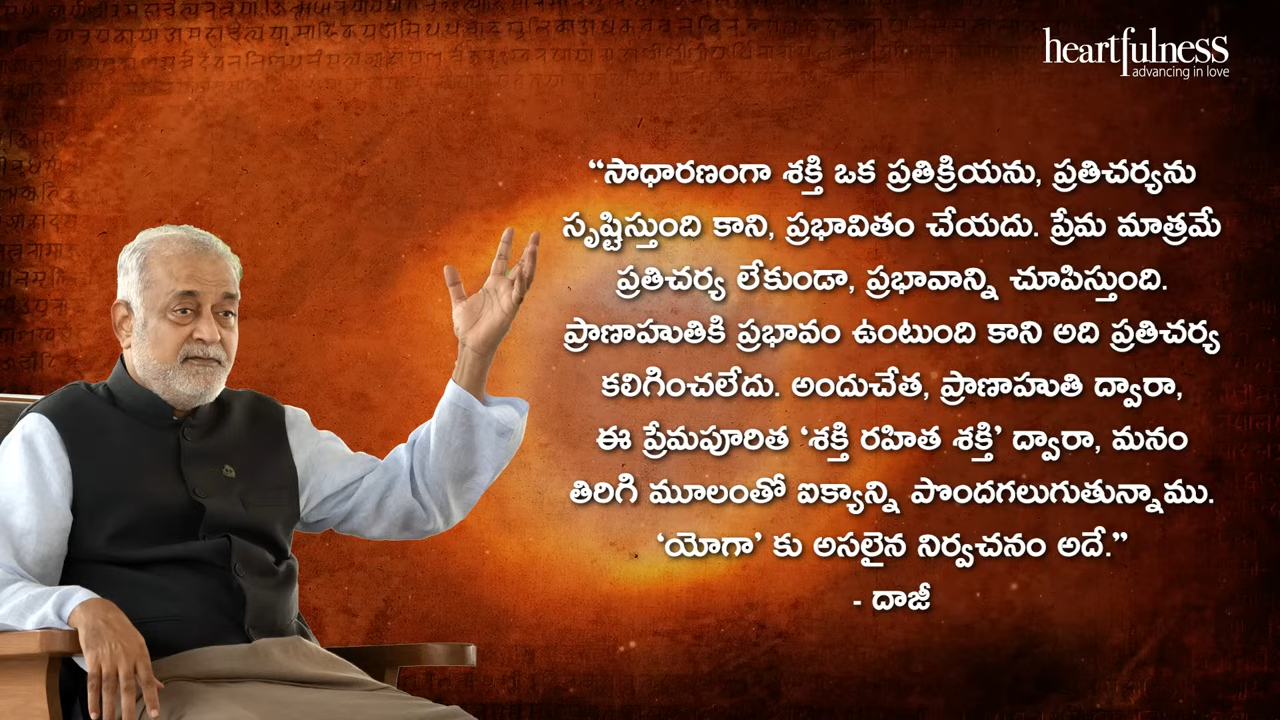 heartfulness
advancing in love
“సాధారణంగా శక్తి ఒక ప్రతిక్రియను, ప్రతిచర్యను
సృష్టిస్తుంది కాని, ప్రభావితం చేయదు. ప్రేమ మాత్రమే
ప్రతిచర్య లేకుండా, ప్రభావాన్ని చూపిస్తుంది.
ప్రాణాహుతికి ప్రభావం ఉంటుంది కాని అది ప్రతిచర్య
కలిగించలేదు. అందుచేత, ప్రాణాహుతి ద్వారా,
ఈ ప్రేమపూరిత ‘శక్తి రహిత శక్తి’ ద్వారా, మనం
తిరిగి మూలంతో ఐక్యాన్ని పొందగలుగుతున్నాము.
‘యోగా’ కు అసలైన నిర్వచనం అదే.”
- దాజీ